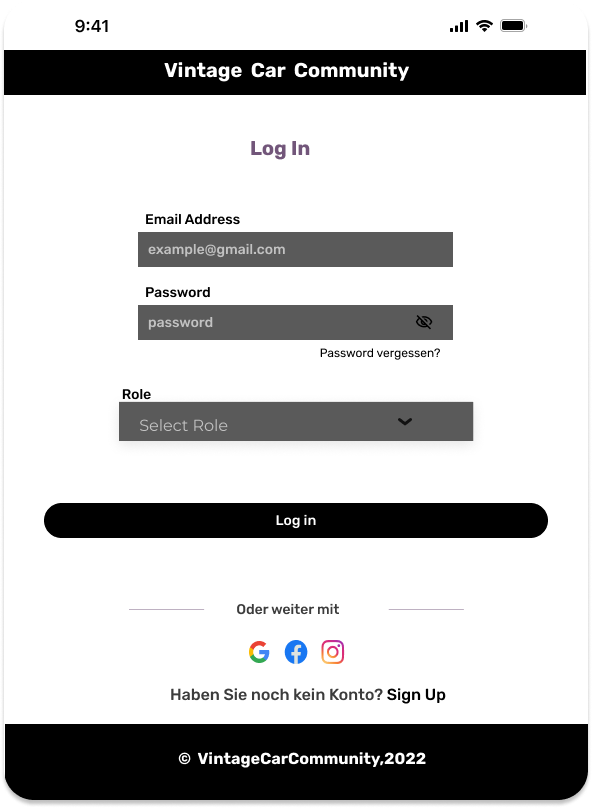 9:41
Vintage Car Community
Log In
Email Address
example@gmail.com
Password
password
Password vergessen?
Role
Select Role
Log in
Oder weiter mit
Haben Sie noch kein Konto? Sign Up
© VintageCarCommunity,2022